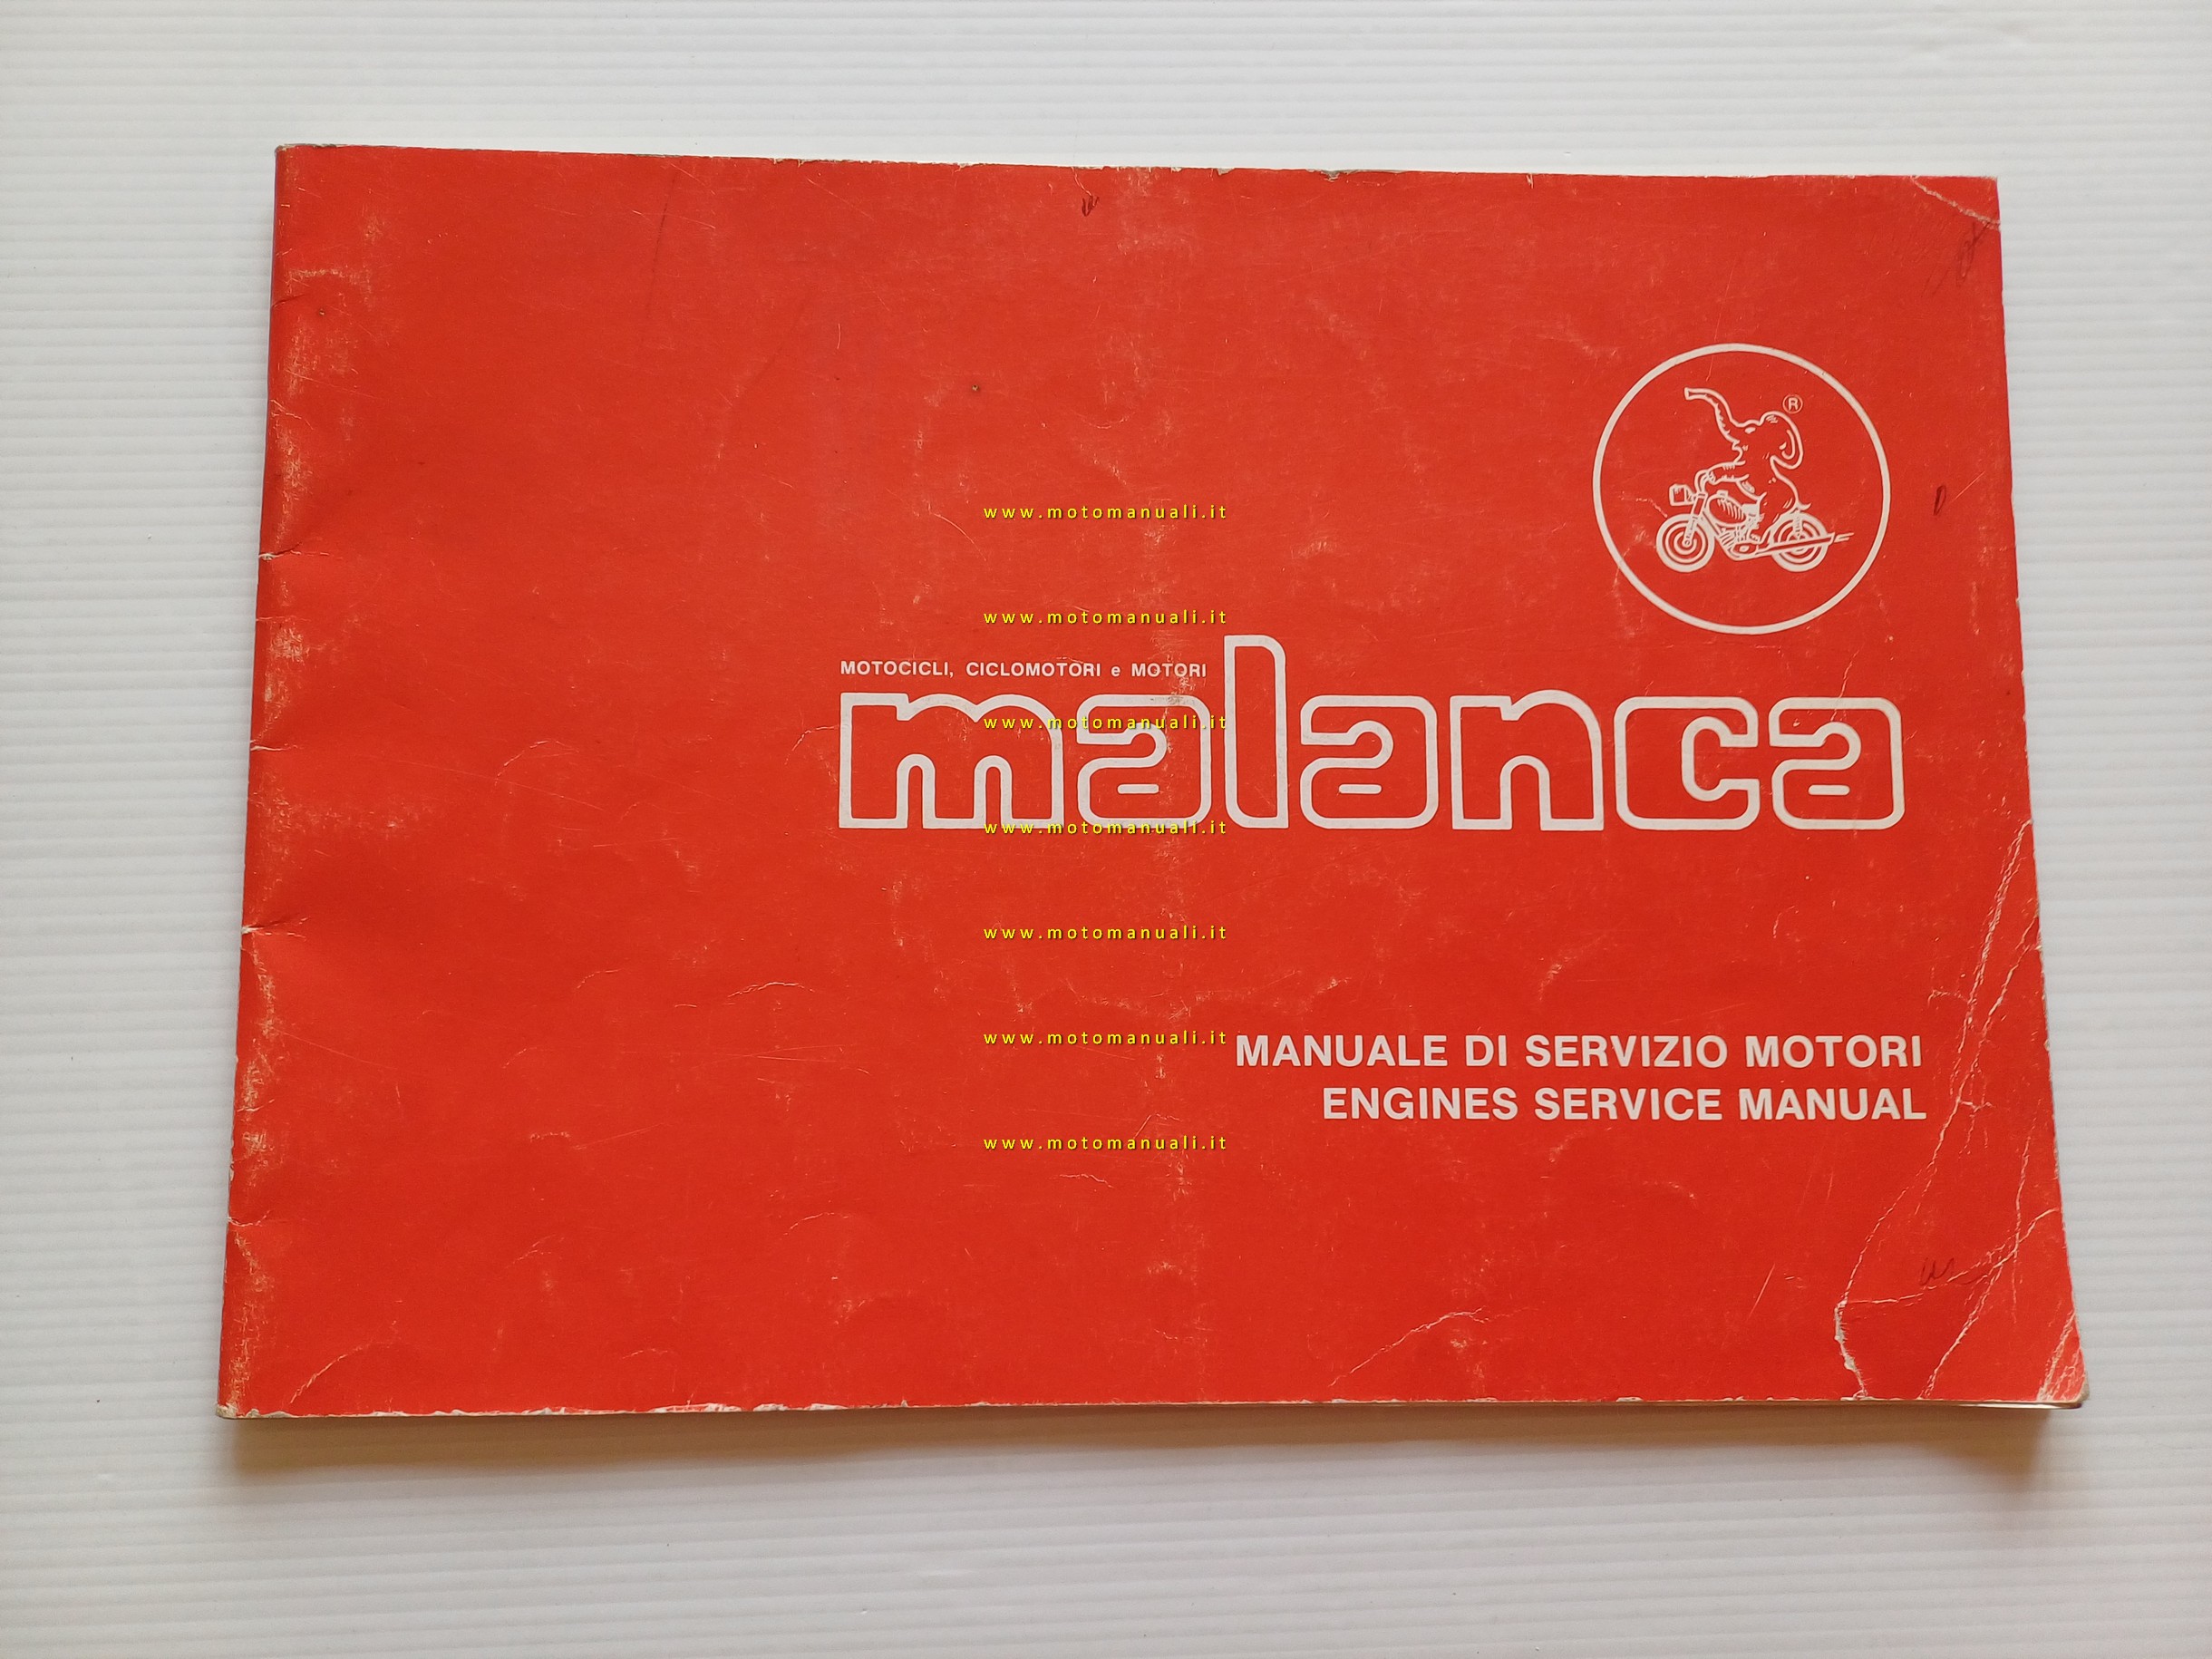 ®
www.motomanuali.it
www.motomanuali.it
MOTOCICLI, CICLOMOTORI e MOTORI
malanca
www.motomanuali.it
www.motomanuali.it
www.motomanuali.it
www.motomanuali.it
MANUALE DI SERVIZIO MOTORI
ENGINES SERVICE MANUAL
www.motomanuali.it